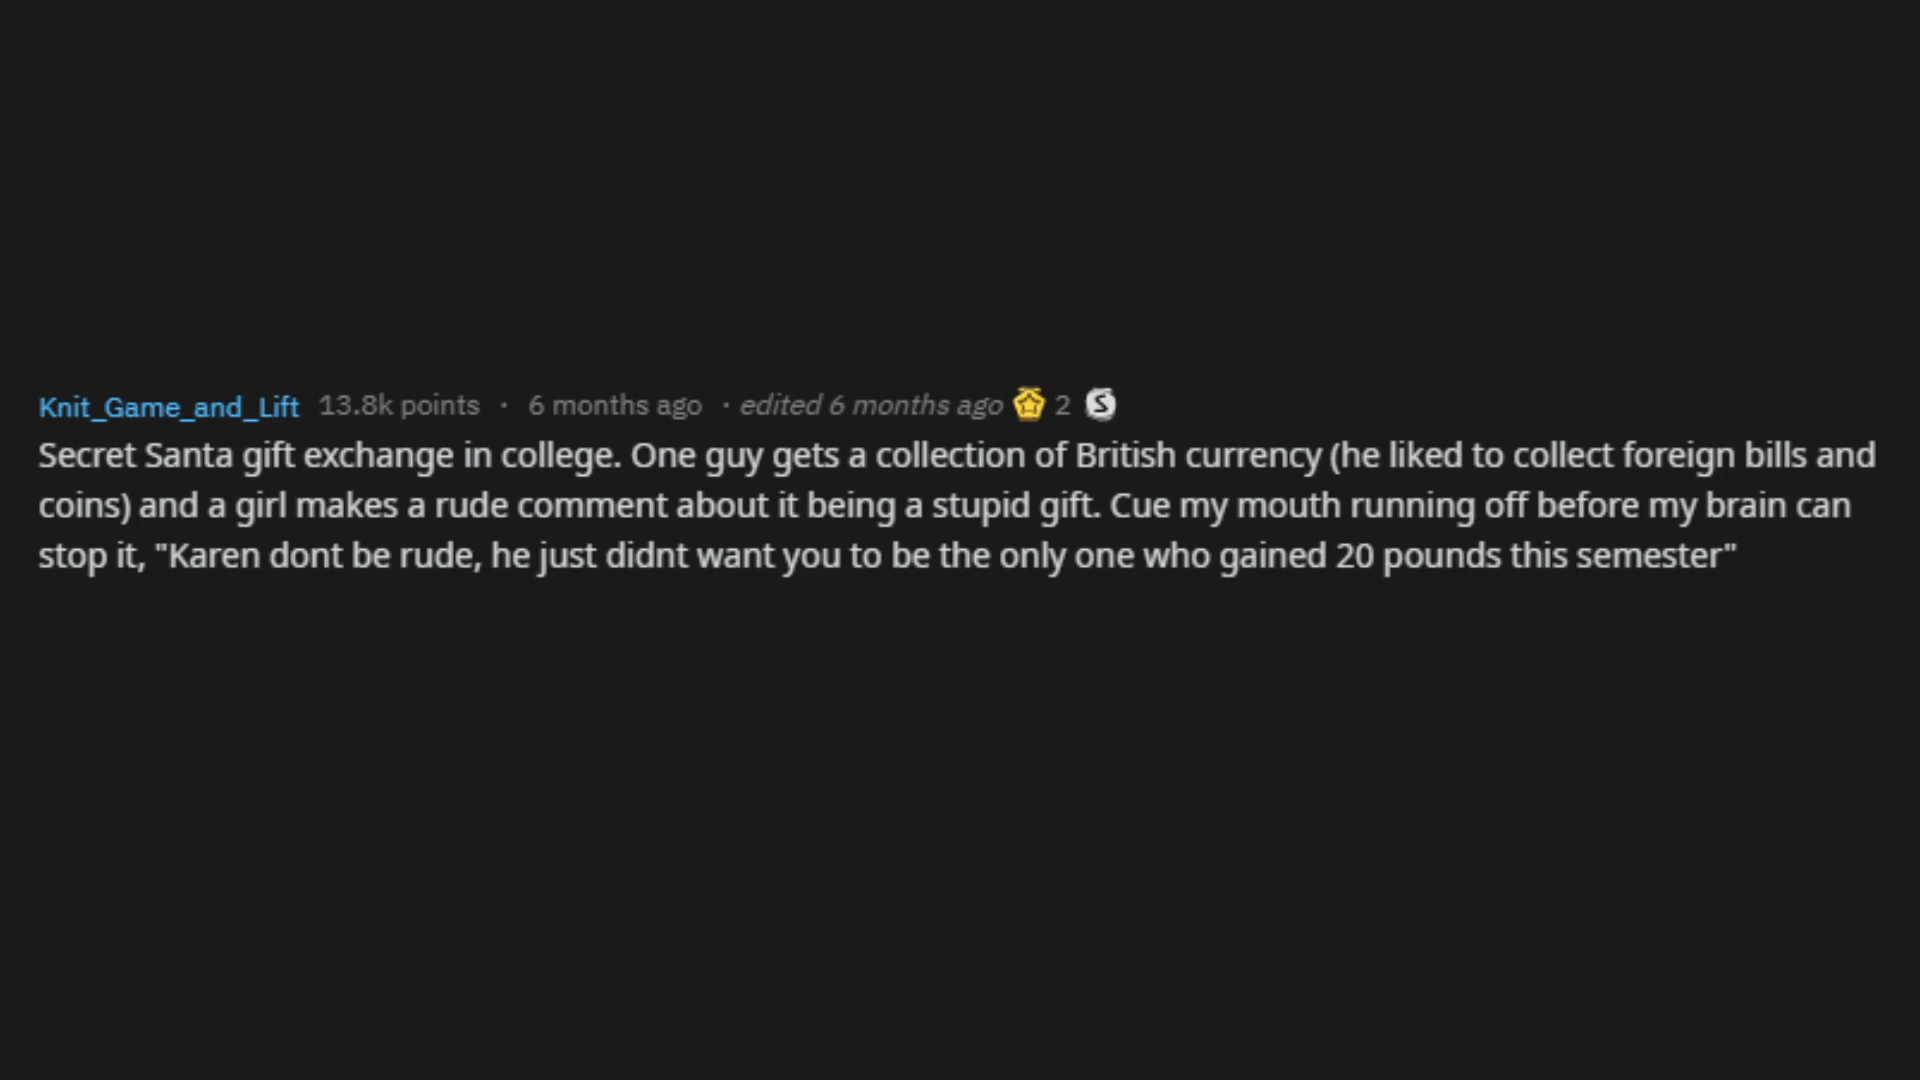 Knit_Game_and_Lift 13.8k points · 6 months ago · edited 6 months ago 2 S
Secret Santa gift exchange in college. One guy gets a collection of British currency (he liked to collect foreign bills and
coins) and a girl makes a rude comment about it being a stupid gift. Cue my mouth running off before my brain can
stop it, "Karen dont be rude, he just didnt want you to be the only one who gained 20 pounds this semester"